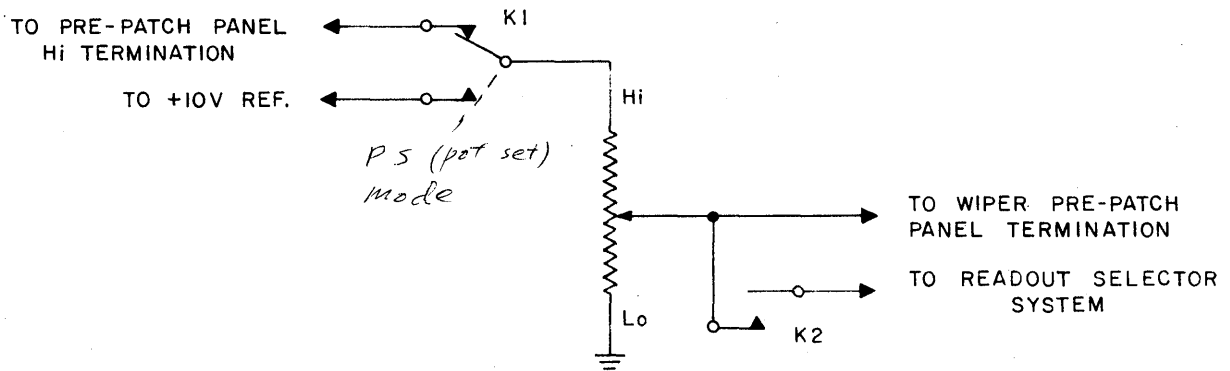 K1
TO PRE-PATCH PANEL
Hi TERMINATION
TO +10V REF.
Hi
PS (pot set)
mode
TO WIPER PRE-PATCH
PANEL TERMINATION
TO READOUT SELECTOR
SYSTEM
Lo
K2